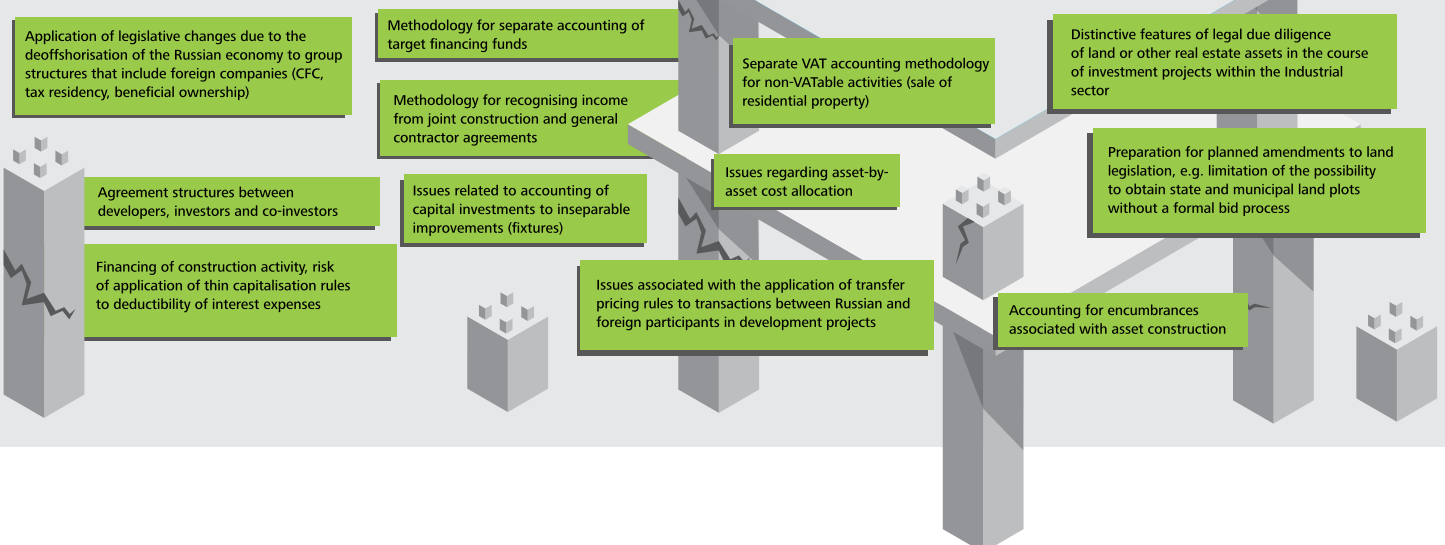 Application of legislative changes due to the
deoffshorisation of the Russian economy to group
structures that include foreign companies (CFC,
tax residency, beneficial ownership)
Methodology for separate accounting of
target financing funds
Methodology for recognising income
from joint construction and general
contractor agreements
Separate VAT accounting methodology
for non-VATable activities (sale of
residential property)
Distinctive features of legal due diligence
of land or other real estate assets in the course
of investment projects within the Industrial
sector
Agreement structures between
developers, investors and co-investors
Issues related to accounting of
capital investments to inseparable
improvements (fixtures)
Issues regarding asset-by-
asset cost allocation
Preparation for planned amendments to land
legislation, e.g. limitation of the possibility
to obtain state and municipal land plots
without a formal bid process
Financing of construction activity, risk
of application of thin capitalisation rules
to deductibility of interest expenses
Issues associated with the application of transfer
pricing rules to transactions between Russian and
foreign participants in development projects
Accounting for encumbrances
associated with asset construction